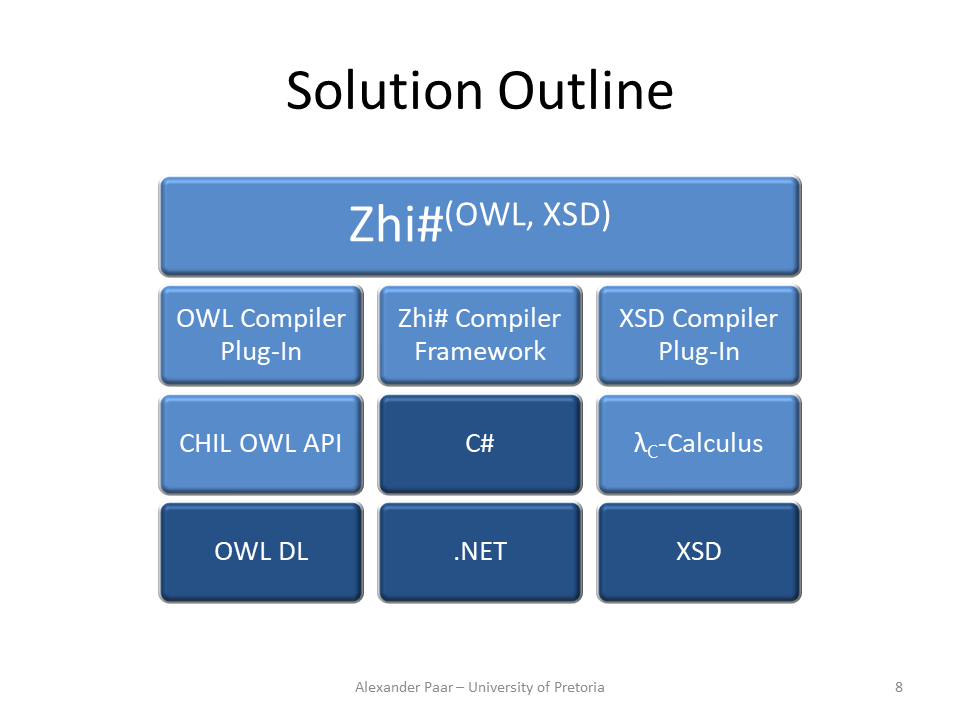 Solution Outline
Zhi#(OWL, XSD)
OWL Compiler
Plug-In
Zhi# Compiler
Framework
XSD Compiler
Plug-In
CHIL OWL API
C#
λC-Calculus
OWL DL
.NET
XSD
Alexander Paar – University of Pretoria
8